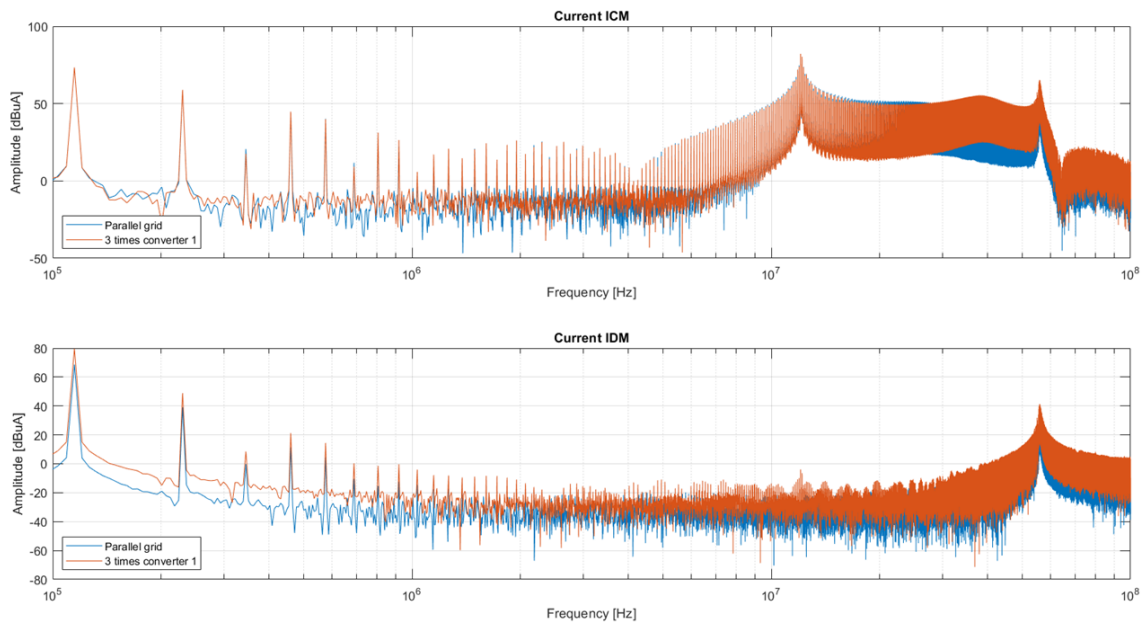 Current ICM
100
50
0
-50
Amplitude [dBuA]
Parallel grid
3 times converter 1
10^5
10^6
10^7
10^8
Frequency [Hz]
Current IDM
80
60
40
20
0
-20
-40
-60
-80
Amplitude [dBuA]
Parallel grid
3 times converter 1
10^5
10^6
10^7
10^8
Frequency [Hz]